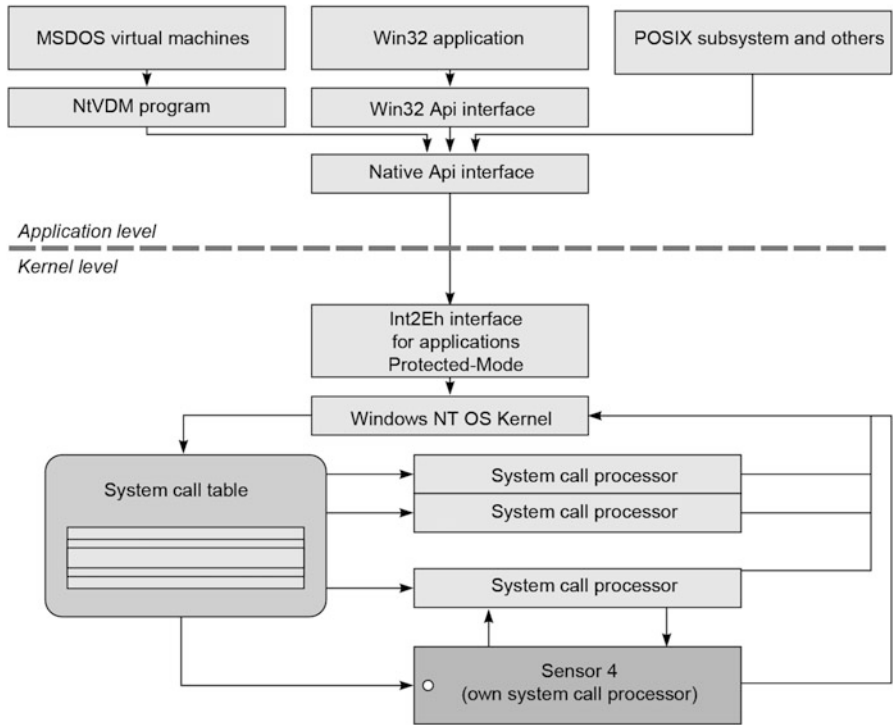 MSDOS virtual machines
Win32 application
POSIX subsystem and others
NtVDM program
Win32 Api interface
Native Api interface
Application level
Kernel level
Int2Eh interface
for applications
Protected-Mode
Windows NT OS Kernel
System call table
System call processor
System call processor
System call processor
Sensor 4
(own system call processor)